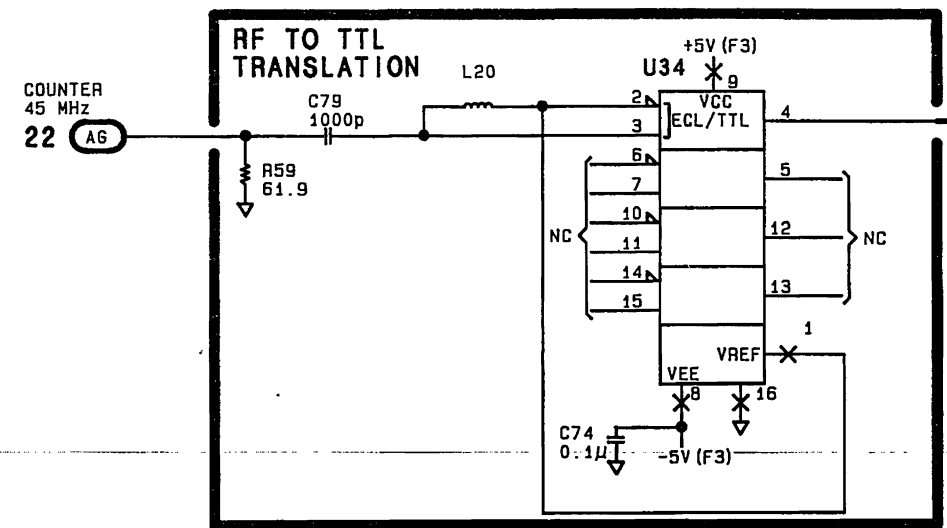 RF TO TTL
TRANSLATION
COUNTER
45 MHz
22 AG
C79
1000p
L20
R59
61.9
U34
+5V (F3)
9
VCC
2
3
ECL/TTL
4
6
7
10
11
14
15
NC
5
12
13
NC
1
VREF
VEE
8
16
C74
0.1µ
-5V (F3)